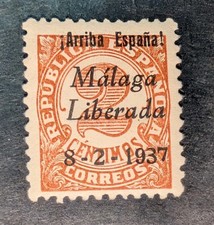 ¡Arriba España!
REPUBLICA ESPAÑOLA
Málaga
Liberada
2
CENTIMOS
8-2-1937
CORREOS